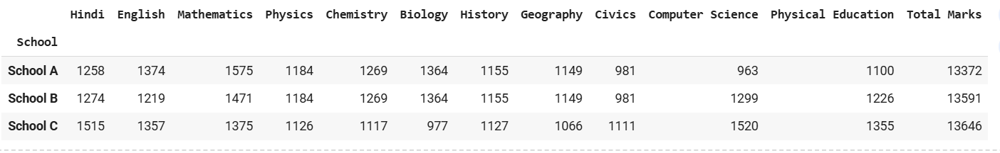 Hindi English Mathematics Physics Chemistry Biology History Geography Civics Computer Science Physical Education Total Marks
School
School A 1258 1374 1575 1184 1269 1364 1155 1149 981 963 1100 13372
School B 1274 1219 1471 1184 1269 1364 1155 1149 981 1299 1226 13591
School C 1515 1357 1375 1126 1117 977 1127 1066 1111 1520 1355 13646